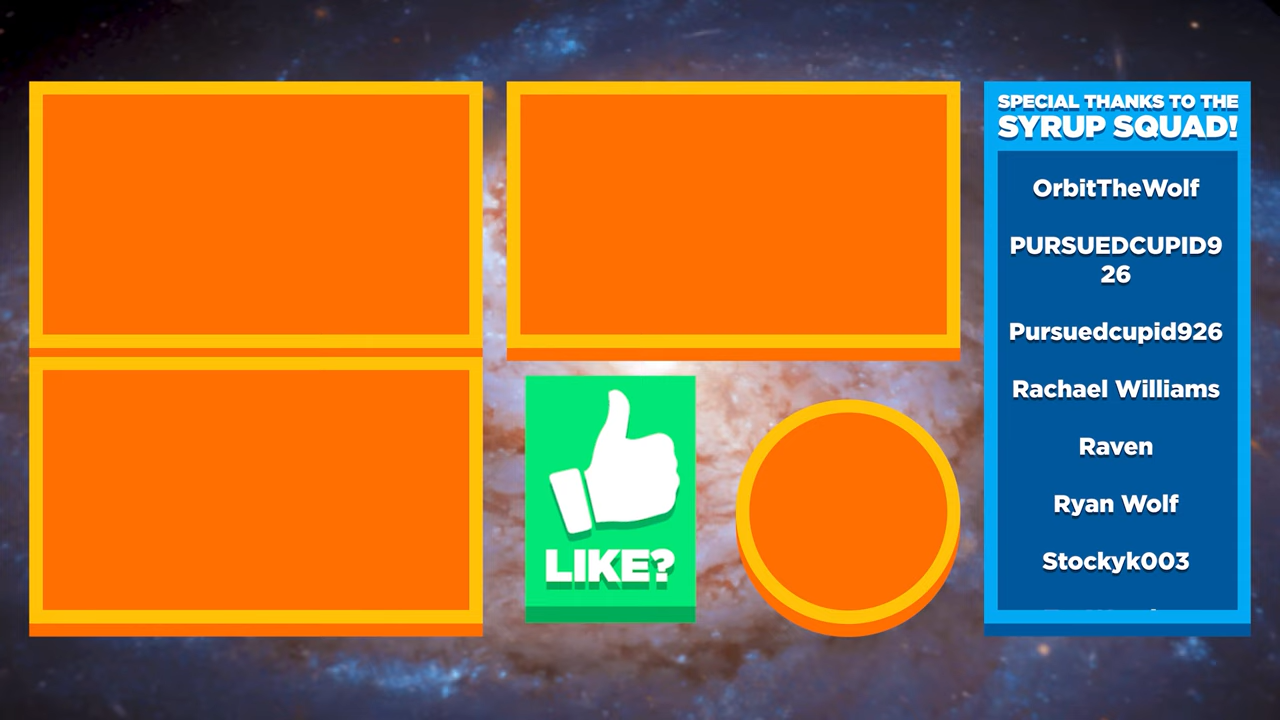 SPECIAL THANKS TO THE
SYRUP SQUAD!
OrbitTheWolf
PURSUEDCUPID9
26
Pursuedcupid926
Rachael Williams
Raven
Ryan Wolf
Stockyk003
LIKE?